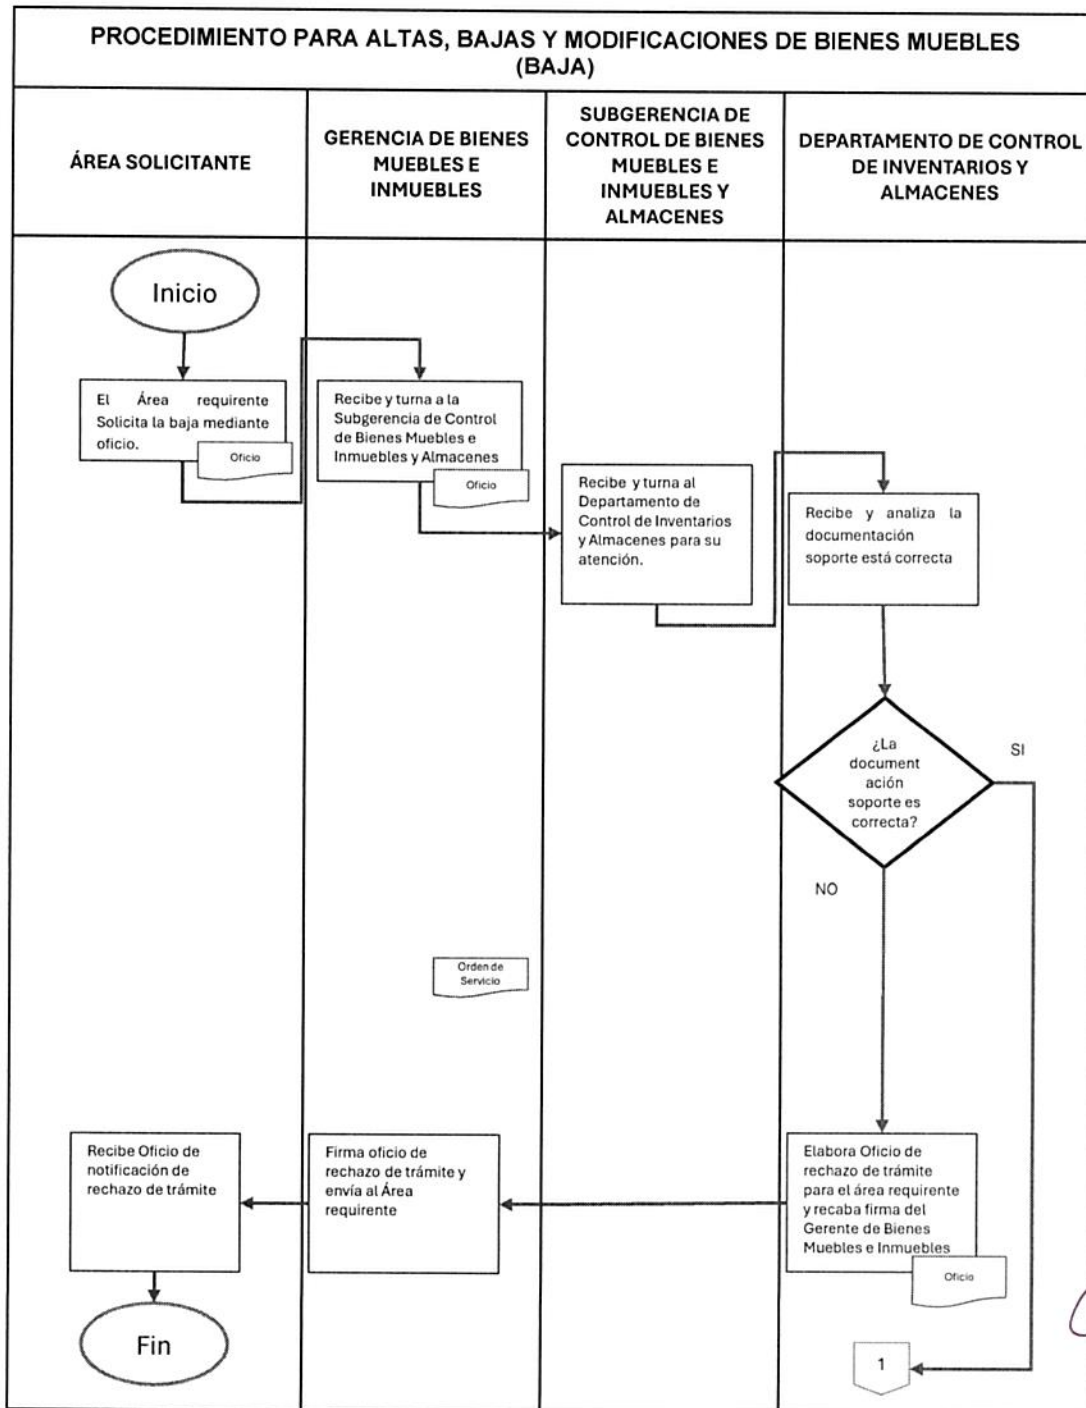 PROCEDIMIENTO PARA ALTAS, BAJAS Y MODIFICACIONES DE BIENES MUEBLES
(BAJA)
ÁREA SOLICITANTE
GERENCIA DE BIENES
MUEBLES E
INMUEBLES
SUBGERENCIA DE
CONTROL DE BIENES
MUEBLES E
INMUEBLES Y
ALMACENES
DEPARTAMENTO DE CONTROL
DE INVENTARIOS Y
ALMACENES
Inicio
El Área requirente
Solicita la baja mediante
oficio.
Oficio
Recibe y turna a la
Subgerencia de Control
de Bienes Muebles e
Inmuebles y Almacenes
Oficio
Recibe y turna al
Departamento de
Control de Inventarios
y Almacenes para su
atención.
Recibe y analiza la
documentación
soporte está correcta
¿La
document
ación
soporte es
correcta?
SI
NO
Orden de
Servicio
Recibe Oficio de
notificación de
rechazo de trámite
Firma oficio de
rechazo de trámite y
envía al Área
requirente
Elabora Oficio de
rechazo de trámite
para el área requirente
y recaba firma del
Gerente de Bienes
Muebles e Inmuebles
Oficio
Fin
1